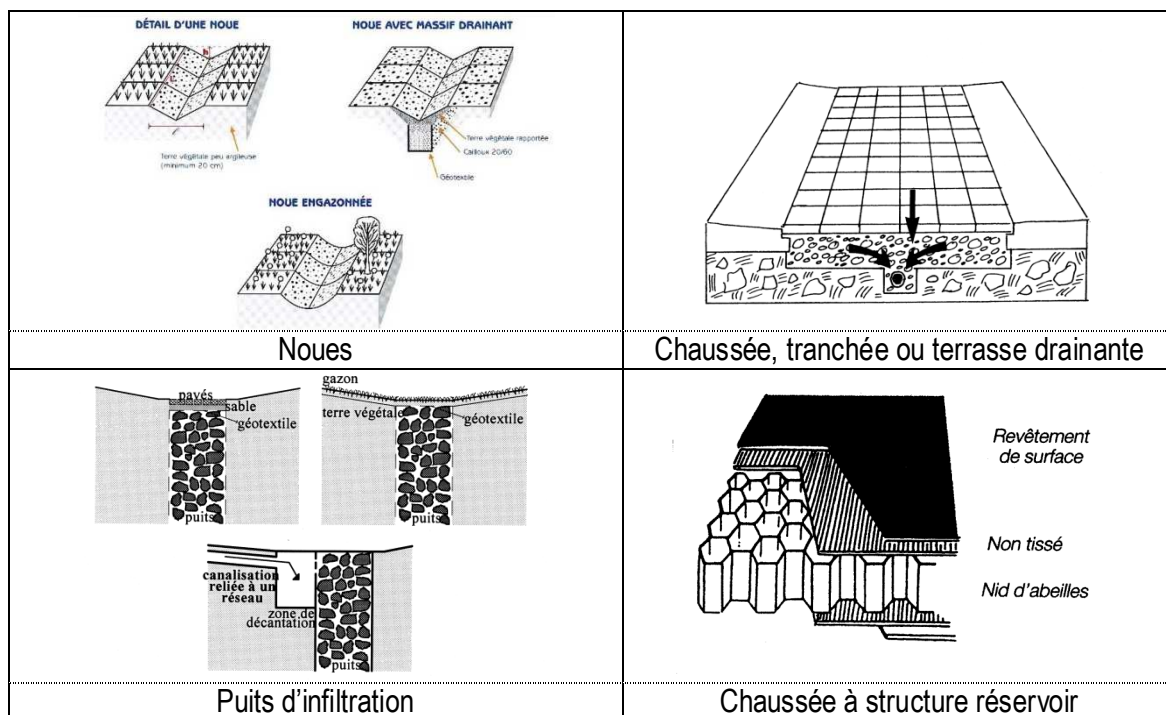 DÉTAIL D'UNE NOUE
h
L
ℓ
Terre végétale peu argileuse
(minimum 20 cm)
NOUE AVEC MASSIF DRAINANT
Terre végétale rapportée
Cailloux 20/60
Géotextile
NOUE ENGAZONNÉE
Noues
Chaussée, tranchée ou terrasse drainante
pavés
sable
géotextile
puits
gazon
terre végétale
géotextile
puits
canalisation
reliée à un
réseau
zone de
décantation
puits
Puits d'infiltration
Revêtement
de surface
Non tissé
Nid d'abeilles
Chaussée à structure réservoir